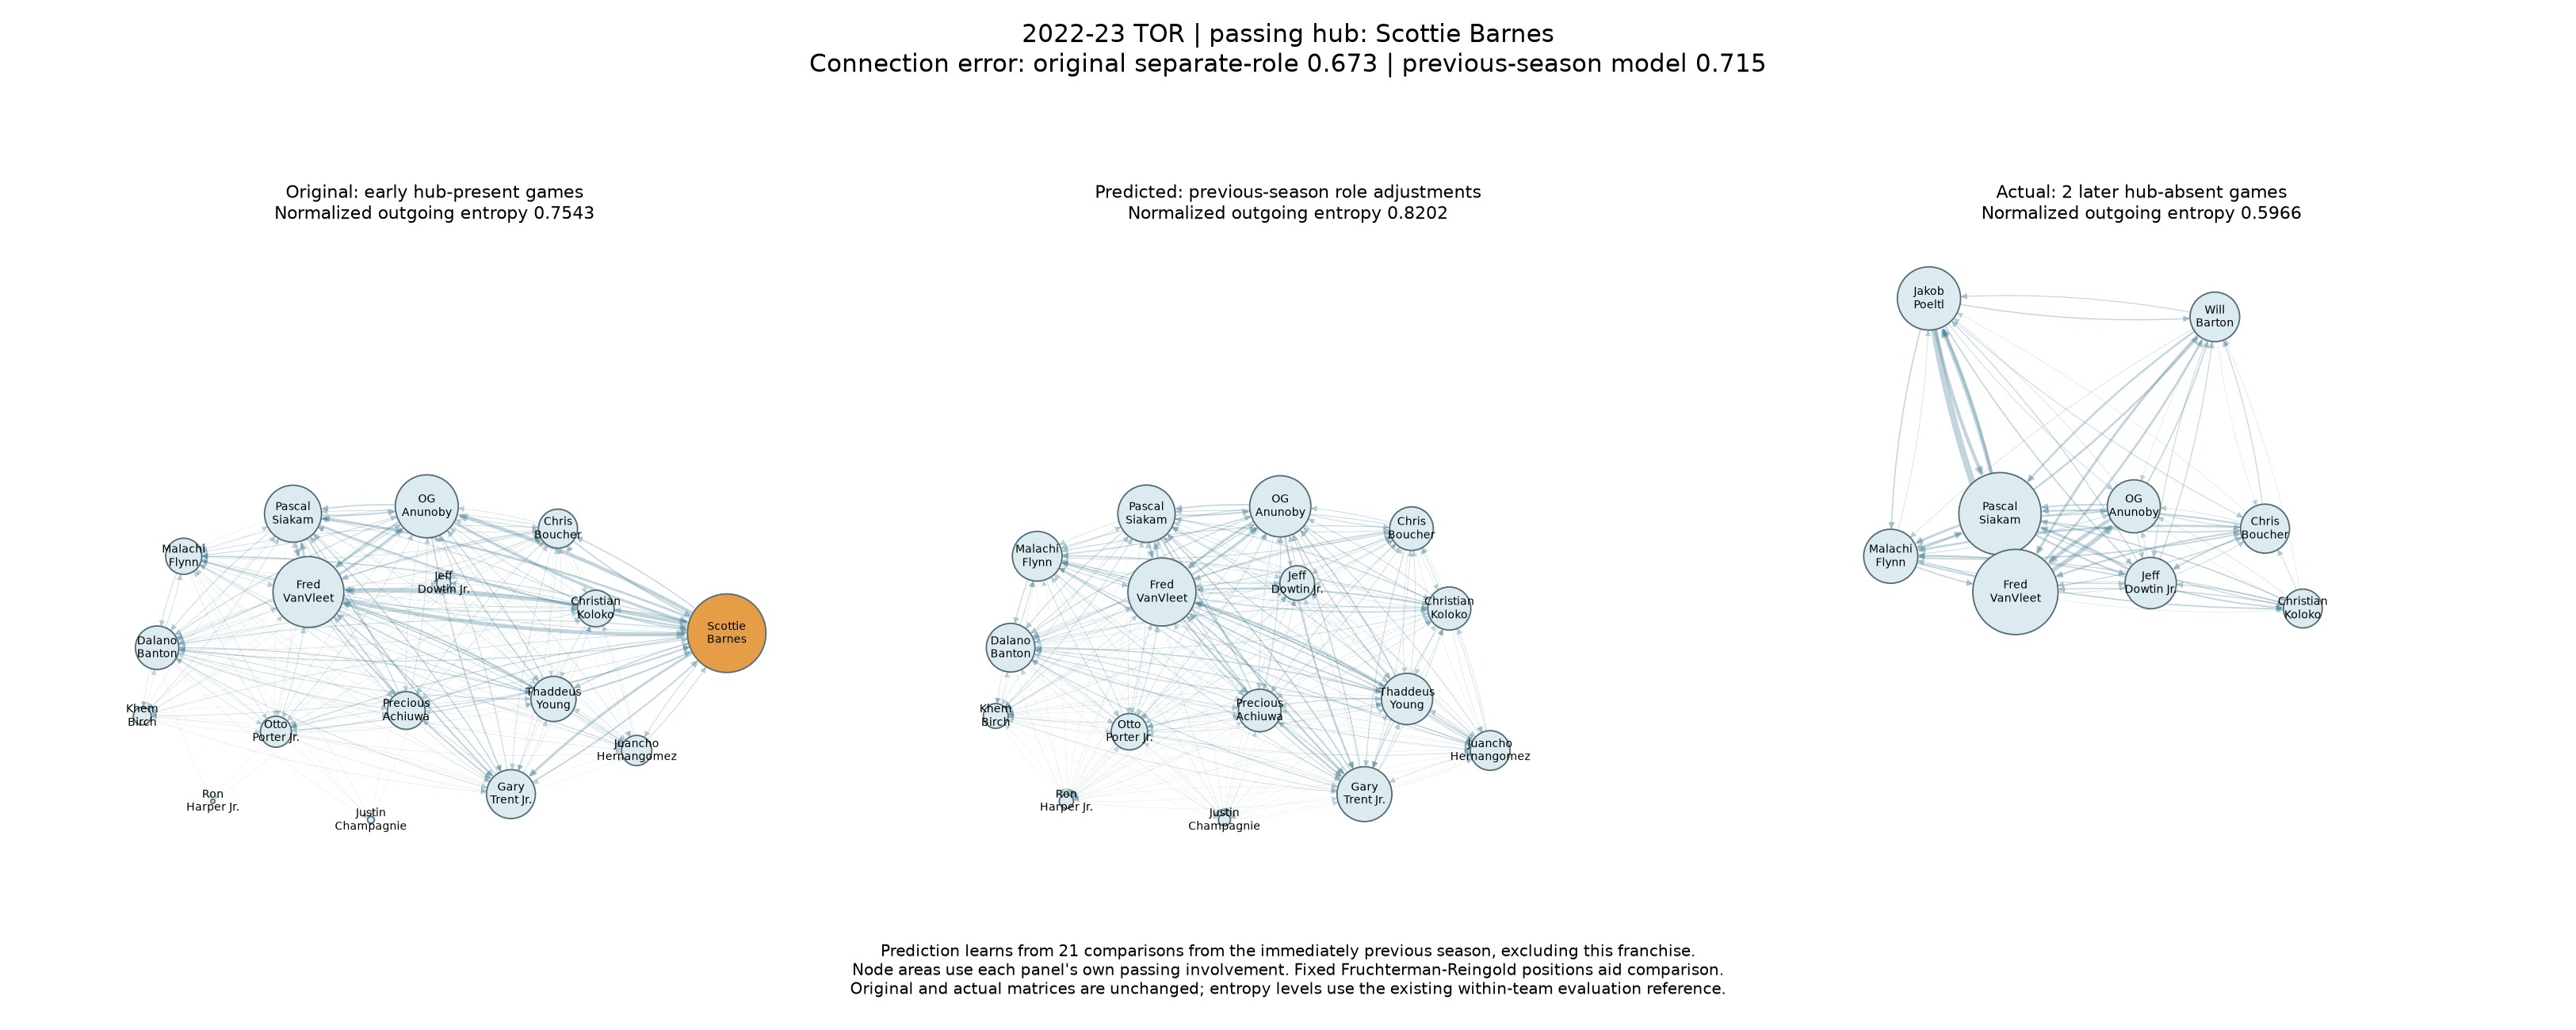 2022-23 TOR | passing hub: Scottie Barnes
Connection error: original separate-role 0.673 | previous-season model 0.715
Original: early hub-present games
Normalized outgoing entropy 0.7543
Pascal
Siakam
OG
Anunoby
Chris
Boucher
Malachi
Flynn
Fred
VanVleet
Jeff
Dowtin Jr.
Christian
Koloko
Scottie
Barnes
Dalano
Banton
Khem
Birch
Otto
Porter Jr.
Precious
Achiuwa
Thaddeus
Young
Juancho
Hernangomez
Ron
Harper Jr.
Justin
Champagnie
Gary
Trent Jr.
Predicted: previous-season role adjustments
Normalized outgoing entropy 0.8202
Pascal
Siakam
OG
Anunoby
Chris
Boucher
Malachi
Flynn
Fred
VanVleet
Jeff
Dowtin Jr.
Christian
Koloko
Dalano
Banton
Khem
Birch
Otto
Porter Jr.
Precious
Achiuwa
Thaddeus
Young
Juancho
Hernangomez
Ron
Harper Jr.
Justin
Champagnie
Gary
Trent Jr.
Actual: 2 later hub-absent games
Normalized outgoing entropy 0.5966
Jakob
Poeltl
Will
Barton
Pascal
Siakam
OG
Anunoby
Chris
Boucher
Malachi
Flynn
Fred
VanVleet
Jeff
Dowtin Jr.
Christian
Koloko
Prediction learns from 21 comparisons from the immediately previous season, excluding this franchise.
Node areas use each panel's own passing involvement. Fixed Fruchterman-Reingold positions aid comparison.
Original and actual matrices are unchanged; entropy levels use the existing within-team evaluation reference.